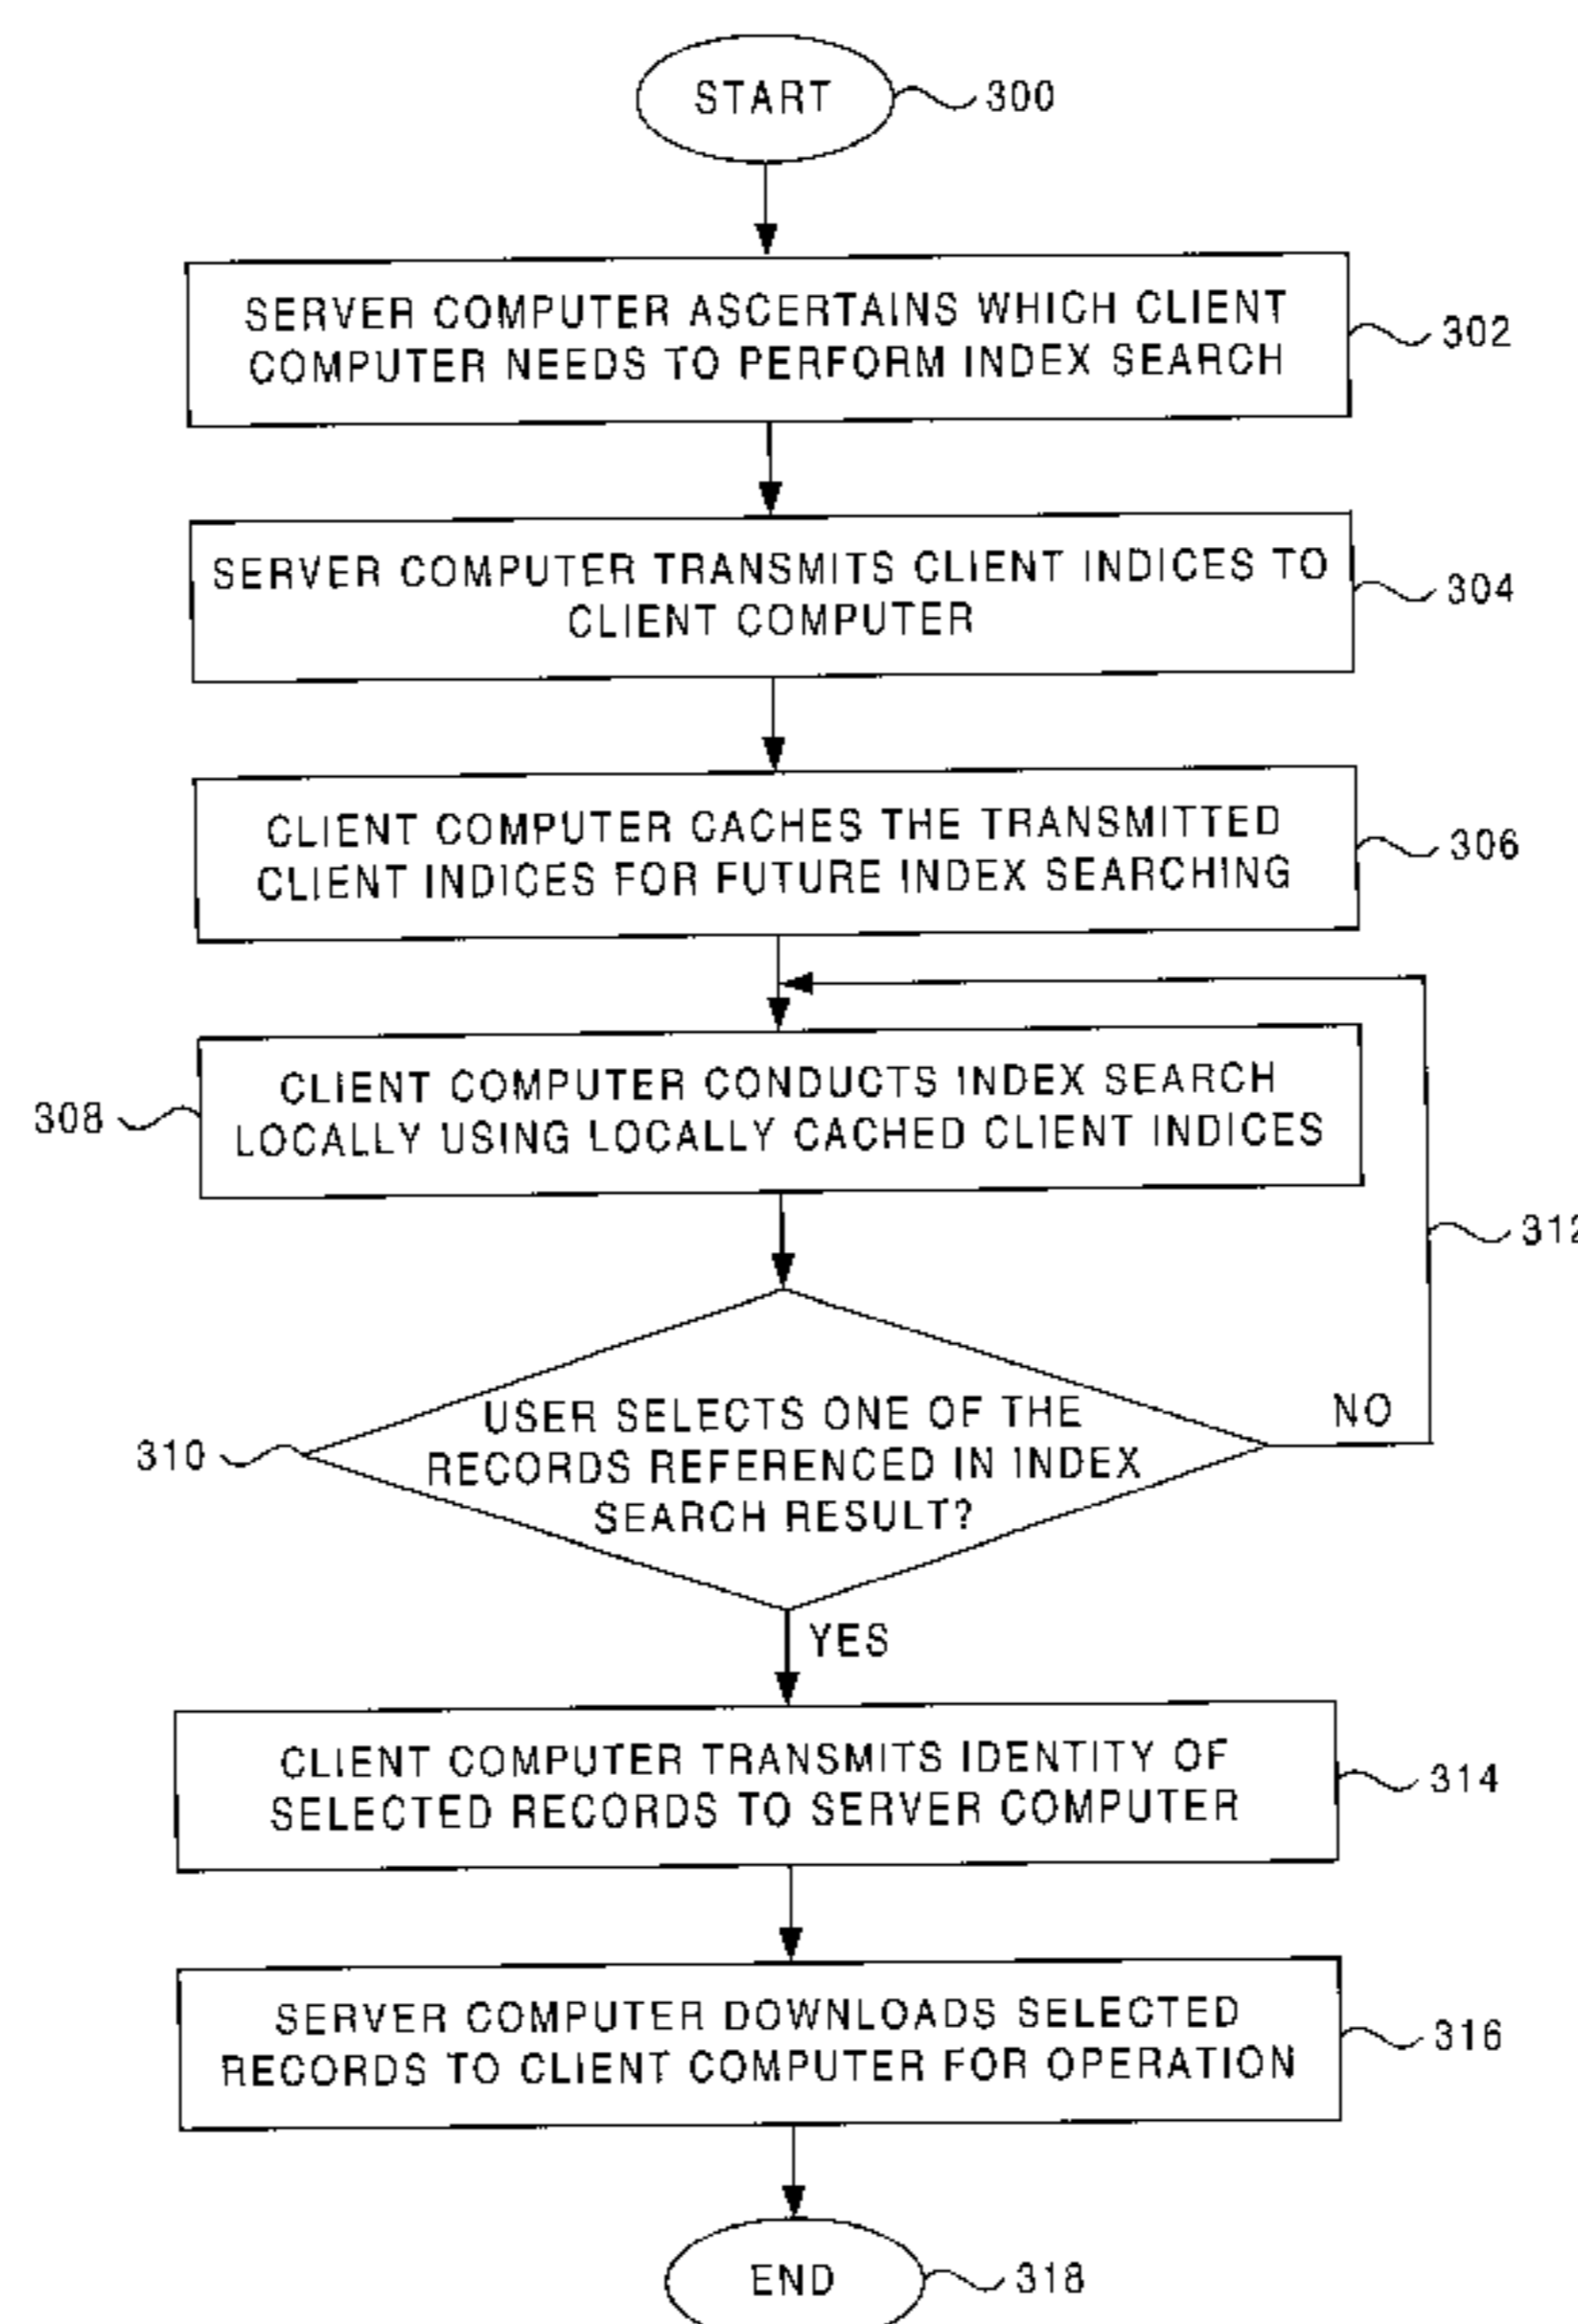 START
300
SERVER COMPUTER ASCERTAINS WHICH CLIENT
COMPUTER NEEDS TO PERFORM INDEX SEARCH
302
SERVER COMPUTER TRANSMITS CLIENT INDICES TO
CLIENT COMPUTER
304
CLIENT COMPUTER CACHES THE TRANSMITTED
CLIENT INDICES FOR FUTURE INDEX SEARCHING
306
CLIENT COMPUTER CONDUCTS INDEX SEARCH
LOCALLY USING LOCALLY CACHED CLIENT INDICES
308
312
USER SELECTS ONE OF THE
RECORDS REFERENCED IN INDEX
SEARCH RESULT?
310
NO
YES
CLIENT COMPUTER TRANSMITS IDENTITY OF
SELECTED RECORDS TO SERVER COMPUTER
314
SERVER COMPUTER DOWNLOADS SELECTED
RECORDS TO CLIENT COMPUTER FOR OPERATION
316
END
318